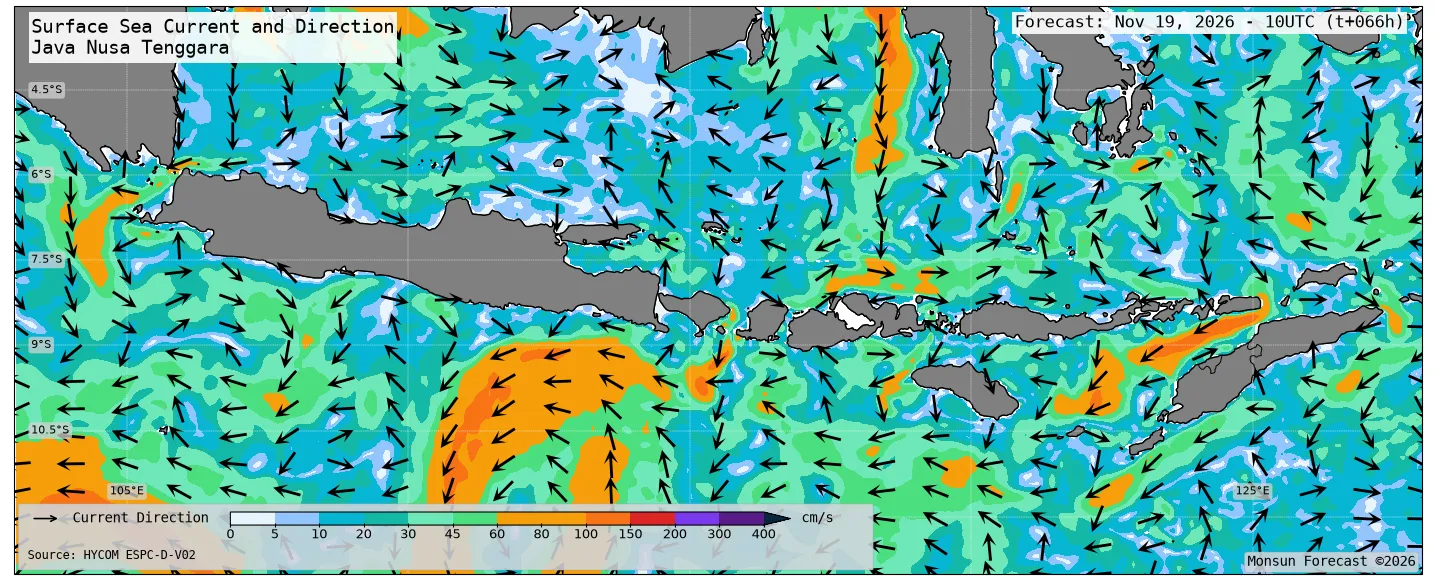 Surface Sea Current and Direction
Java Nusa Tenggara
Forecast: Nov 19, 2026 - 10UTC (t+066h)
4.5°S
6°S
7.5°S
9°S
10.5°S
105°E
125°E
Current Direction
0 5 10 20 30 45 60 80 100 150 200 300 400
cm/s
Source: HYCOM ESPC-D-V02
Monsun Forecast ©2026